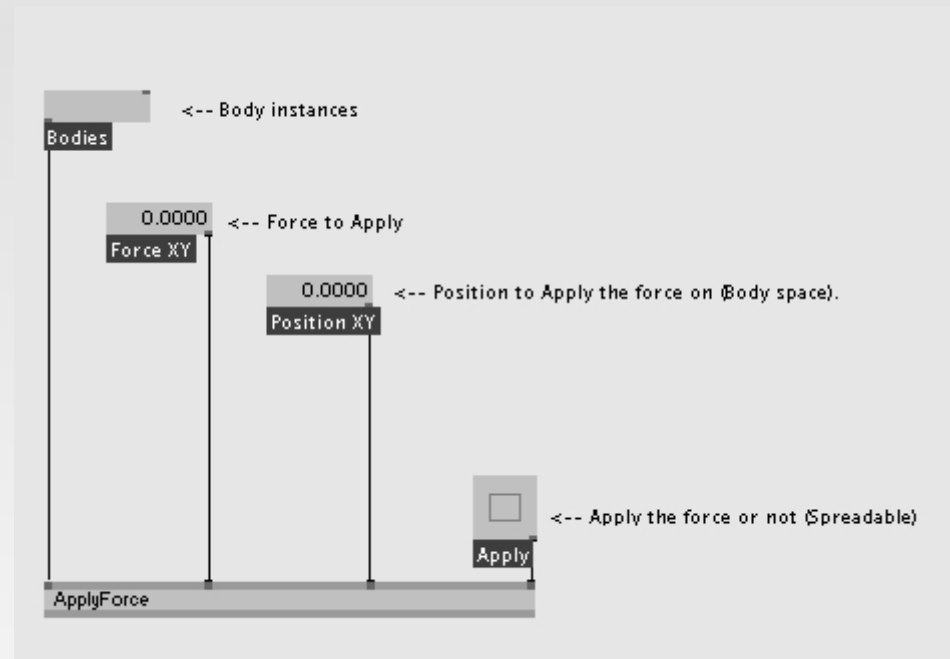 <-- Body instances
Bodies
0.0000 <-- Force to Apply
Force XY
0.0000 <-- Position to Apply the force on (Body space).
Position XY
<-- Apply the force or not (Spreadable)
Apply
ApplyForce